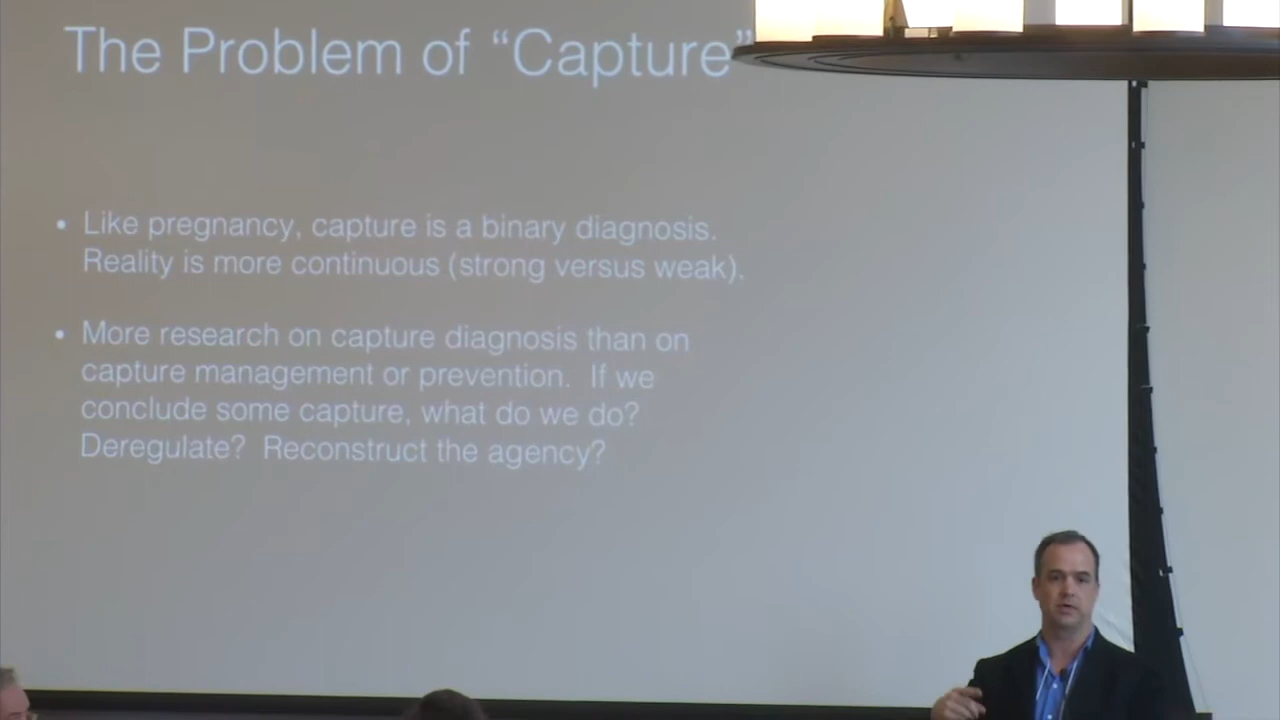 The Problem of “Capture”
• Like pregnancy, capture is a binary diagnosis.
Reality is more continuous (strong versus weak).
• More research on capture diagnosis than on
capture management or prevention.  If we
conclude some capture, what do we do?
Deregulate?  Reconstruct the agency?